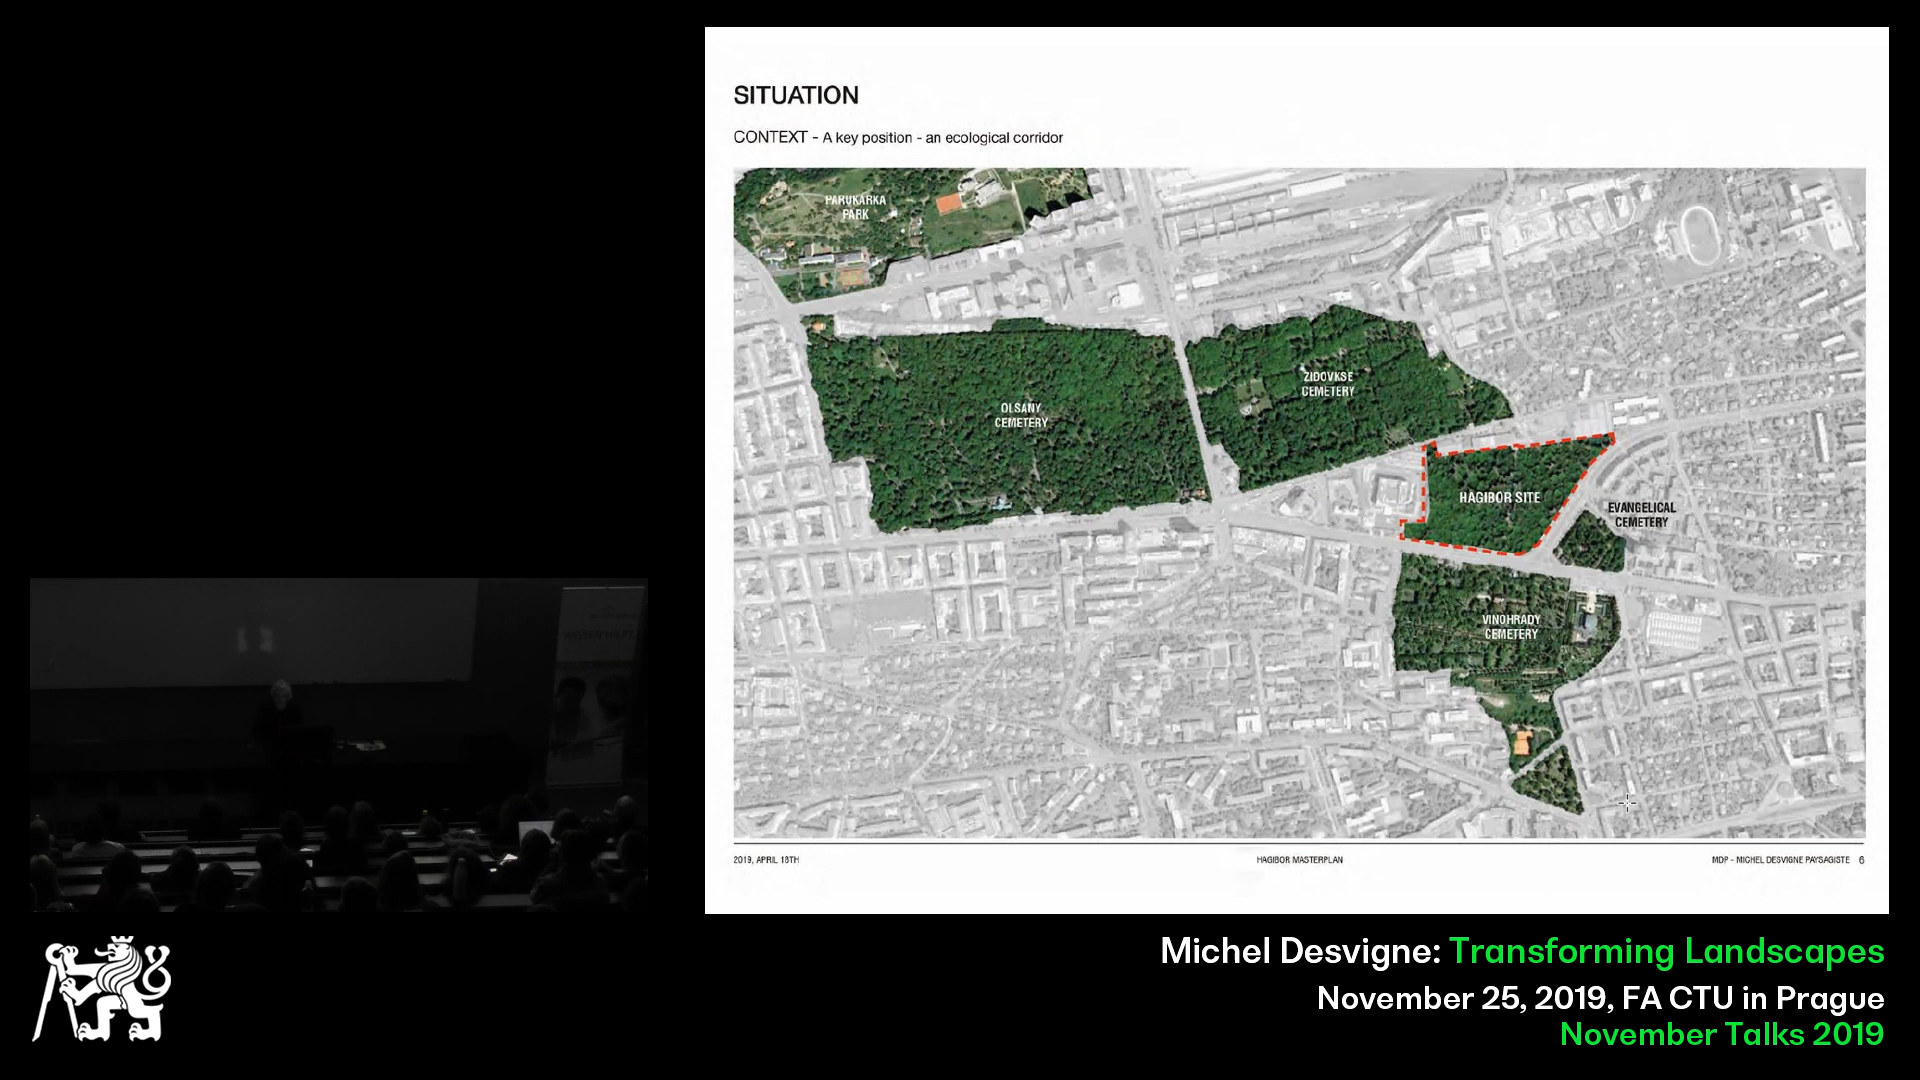 SITUATION
CONTEXT - A key position - an ecological corridor
PARUKARKA
PARK
OLSANY
CEMETERY
ZIDOVKSE
CEMETERY
HAGIBOR SITE
EVANGELICAL
CEMETERY
VINOHRADY
CEMETERY
2019, APRIL 18TH
HAGIBOR MASTERPLAN
MDP - MICHEL DESVIGNE PAYSAGISTE 6
Michel Desvigne: Transforming Landscapes
November 25, 2019, FA CTU in Prague
November Talks 2019